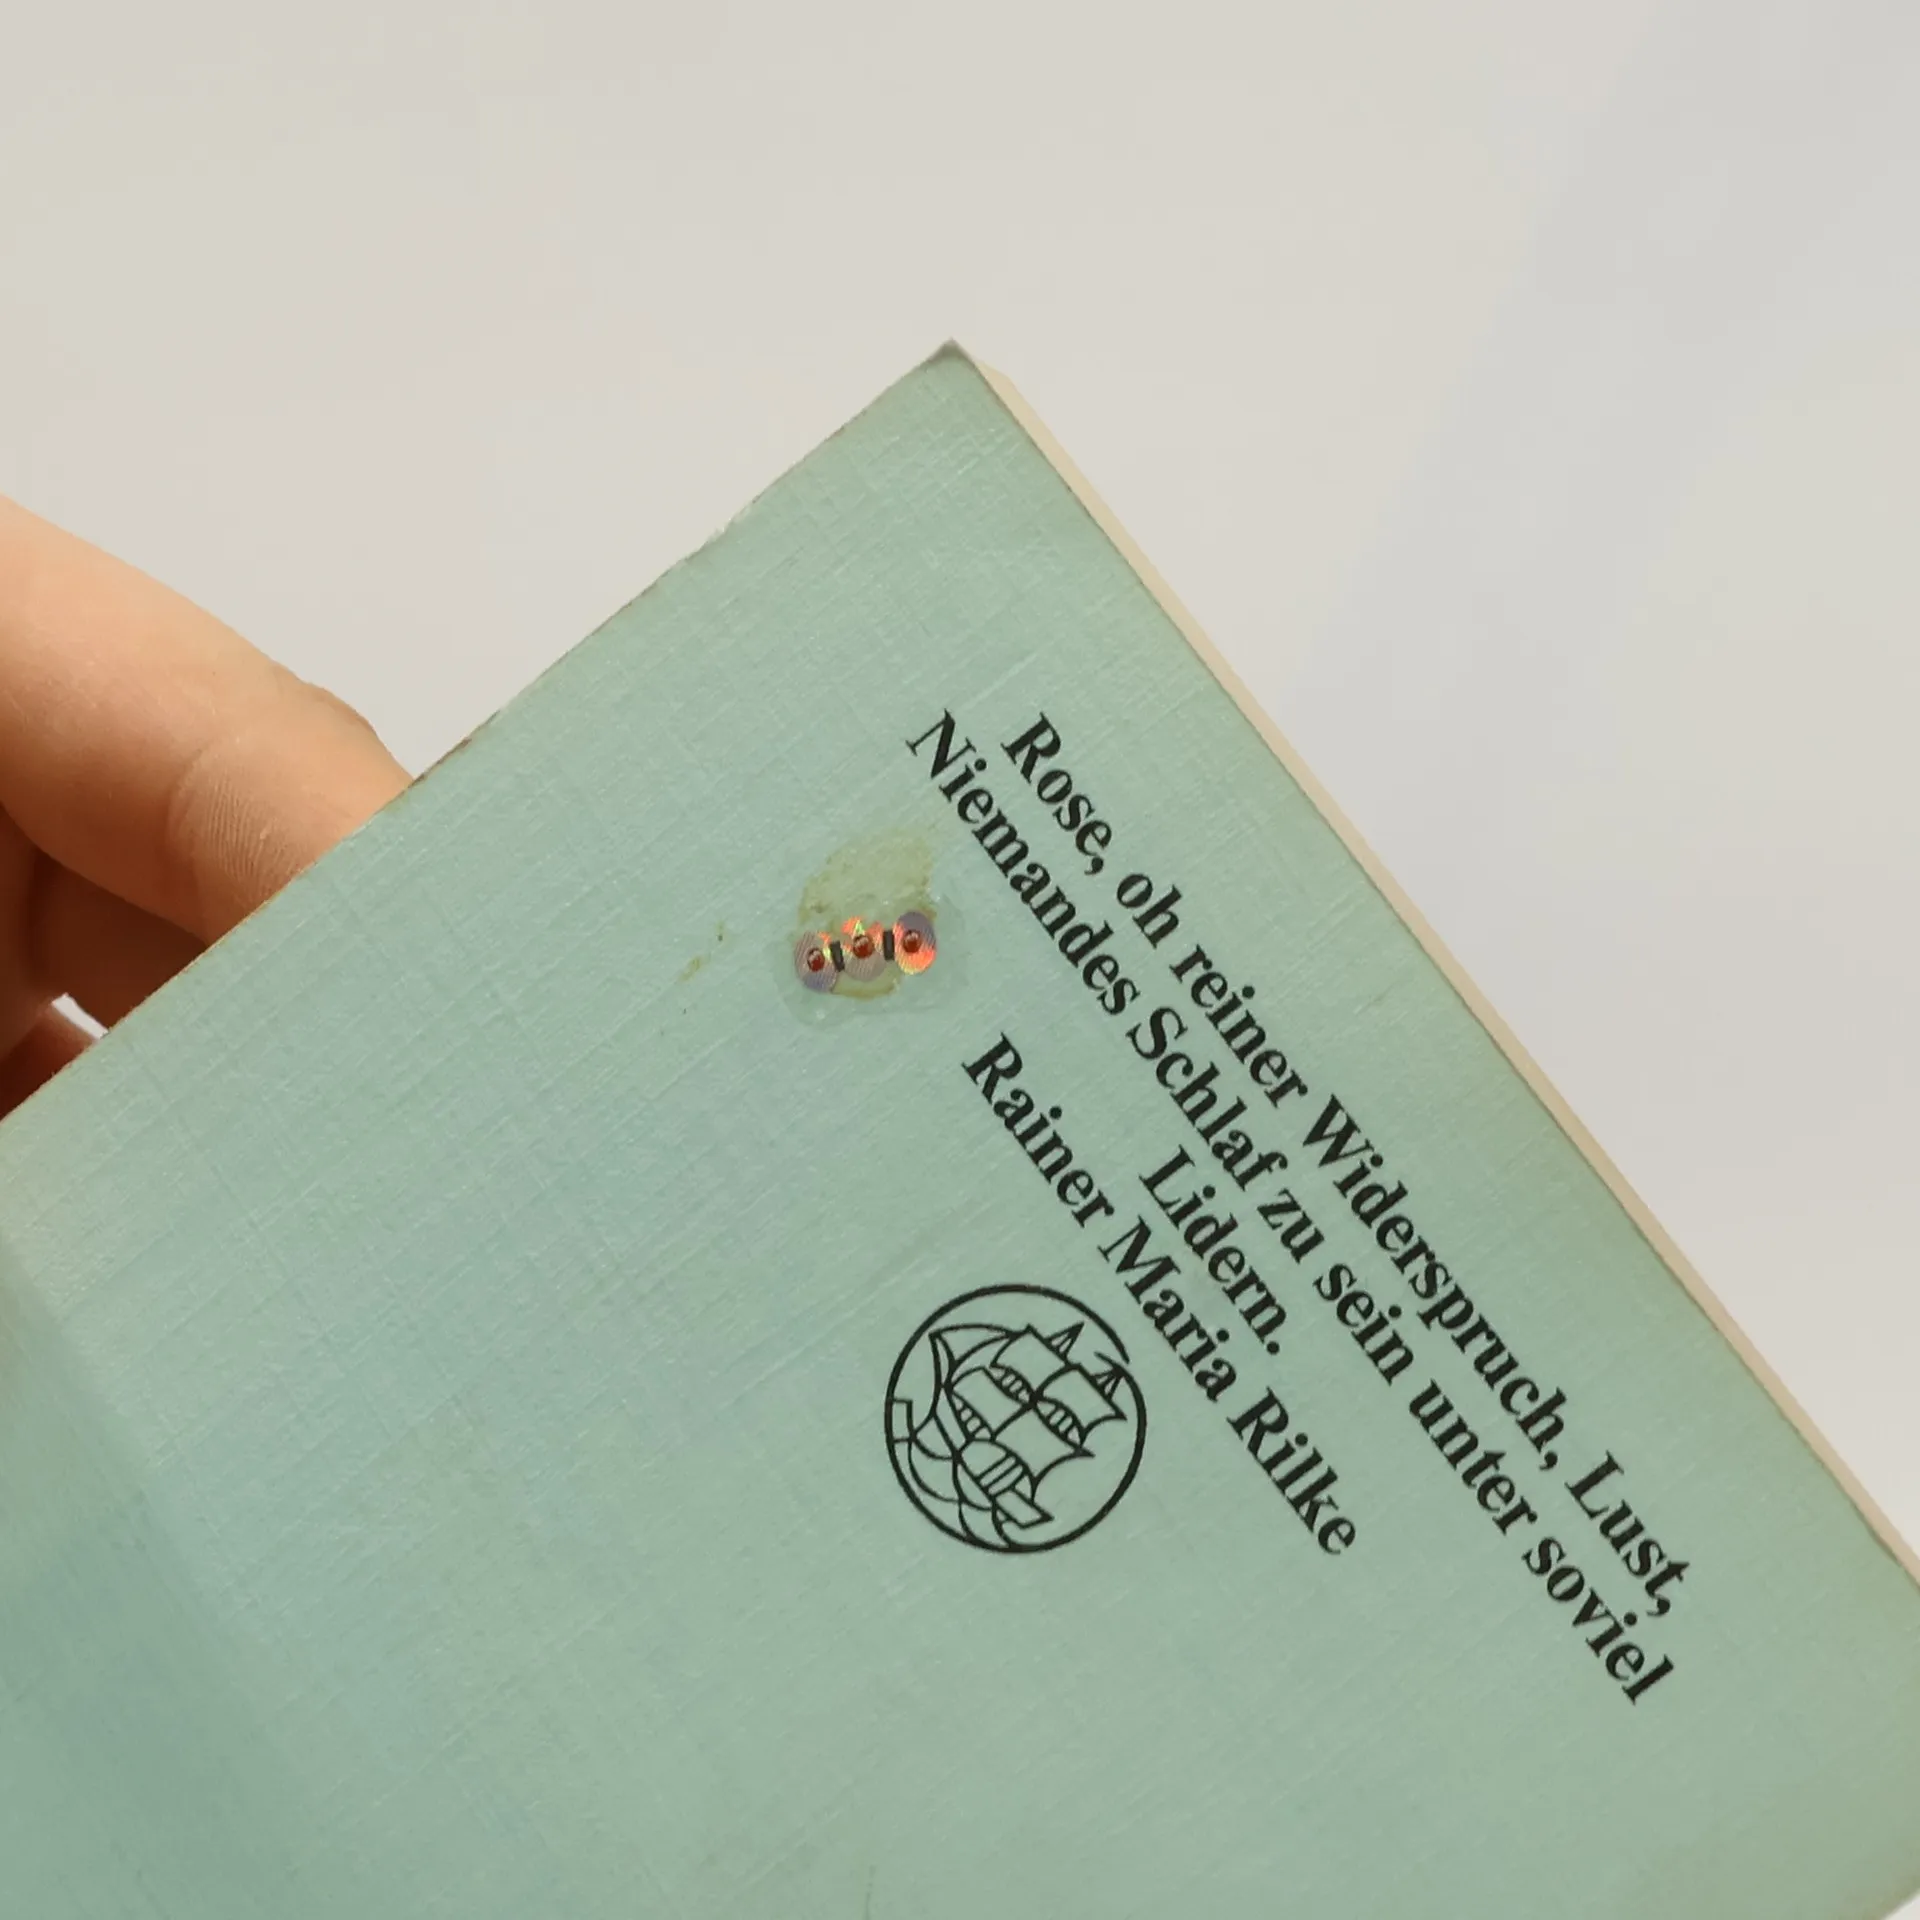 Rose, oh reiner Widerspruch, Lust,
Niemandes Schlaf zu sein unter soviel
Lidern.
Rainer Maria Rilke